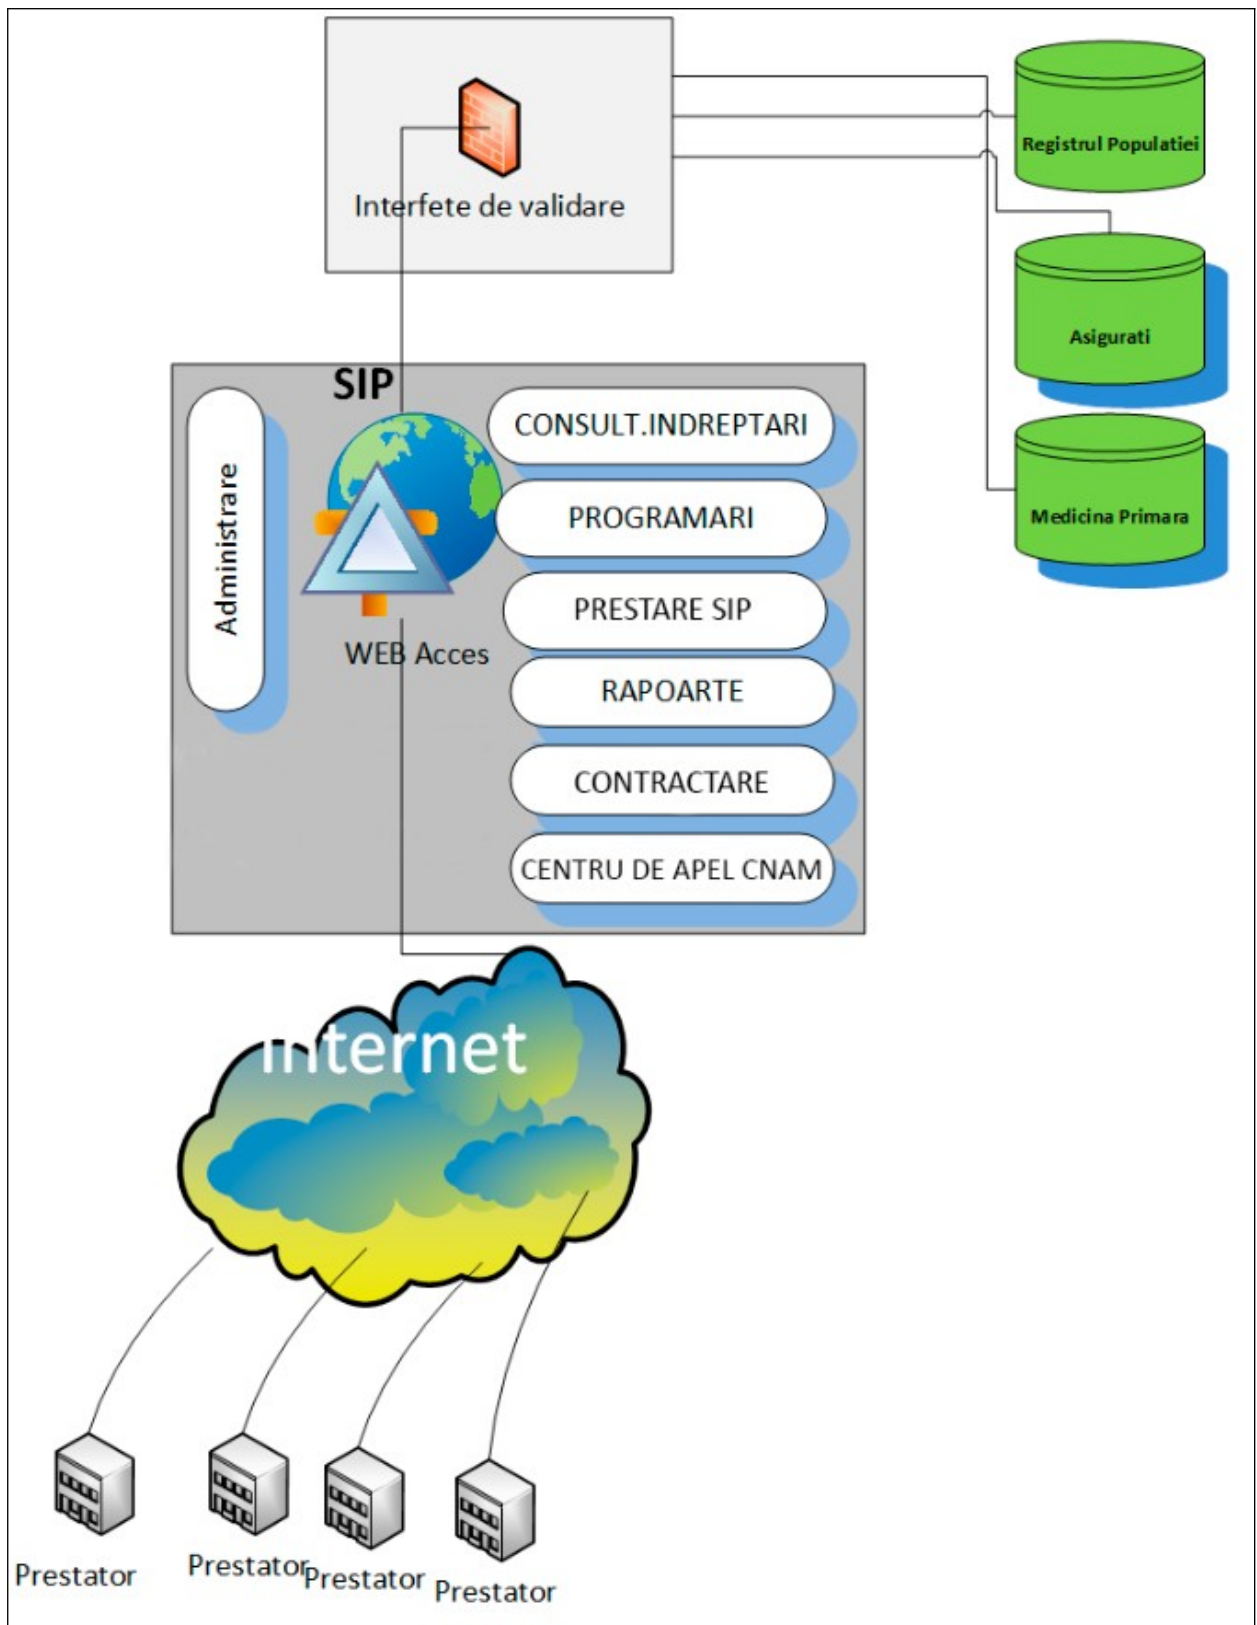 Interfete de validare
Registrul Populatiei
Asigurati
Medicina Primara
SIP
Administrare
WEB Acces
CONSULT.INDREPTARI
PROGRAMARI
PRESTARE SIP
RAPOARTE
CONTRACTARE
CENTRU DE APEL CNAM
Internet
Prestator
Prestator
Prestator
Prestator